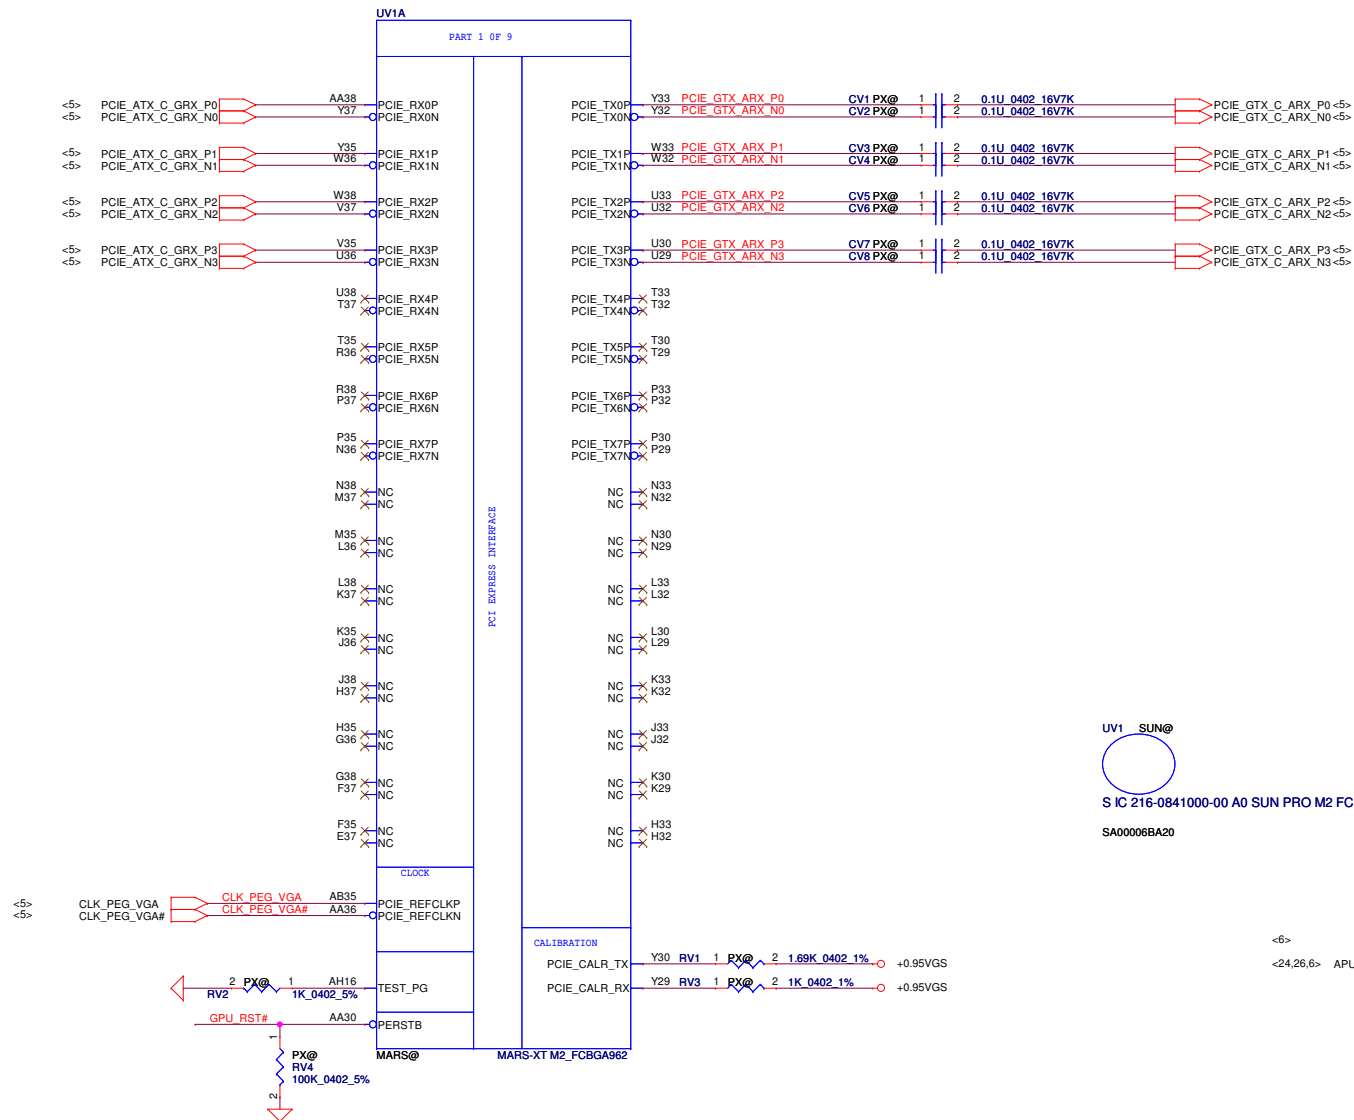 UV1A
PART 1 0F 9
<5> PCIE_ATX_C_GRX_P0 AA38 PCIE_RX0P PCIE_TX0P Y33 PCIE_GTX_ARX_P0 CV1 PX@ 1 2 0.1U_0402_16V7K PCIE_GTX_C_ARX_P0 <5>
<5> PCIE_ATX_C_GRX_N0 Y37 PCIE_RX0N PCIE_TX0N Y32 PCIE_GTX_ARX_N0 CV2 PX@ 1 2 0.1U_0402_16V7K PCIE_GTX_C_ARX_N0 <5>
<5> PCIE_ATX_C_GRX_P1 Y35 PCIE_RX1P PCIE_TX1P W33 PCIE_GTX_ARX_P1 CV3 PX@ 1 2 0.1U_0402_16V7K PCIE_GTX_C_ARX_P1 <5>
<5> PCIE_ATX_C_GRX_N1 W36 PCIE_RX1N PCIE_TX1N W32 PCIE_GTX_ARX_N1 CV4 PX@ 1 2 0.1U_0402_16V7K PCIE_GTX_C_ARX_N1 <5>
<5> PCIE_ATX_C_GRX_P2 W38 PCIE_RX2P PCIE_TX2P U33 PCIE_GTX_ARX_P2 CV5 PX@ 1 2 0.1U_0402_16V7K PCIE_GTX_C_ARX_P2 <5>
<5> PCIE_ATX_C_GRX_N2 V37 PCIE_RX2N PCIE_TX2N U32 PCIE_GTX_ARX_N2 CV6 PX@ 1 2 0.1U_0402_16V7K PCIE_GTX_C_ARX_N2 <5>
<5> PCIE_ATX_C_GRX_P3 V35 PCIE_RX3P PCIE_TX3P U30 PCIE_GTX_ARX_P3 CV7 PX@ 1 2 0.1U_0402_16V7K PCIE_GTX_C_ARX_P3 <5>
<5> PCIE_ATX_C_GRX_N3 U36 PCIE_RX3N PCIE_TX3N U29 PCIE_GTX_ARX_N3 CV8 PX@ 1 2 0.1U_0402_16V7K PCIE_GTX_C_ARX_N3 <5>
U38 PCIE_RX4P PCIE_TX4P T33
T37 PCIE_RX4N PCIE_TX4N T32
T35 PCIE_RX5P PCIE_TX5P T30
R36 PCIE_RX5N PCIE_TX5N T29
R38 PCIE_RX6P PCIE_TX6P P33
P37 PCIE_RX6N PCIE_TX6N P32
P35 PCIE_RX7P PCIE_TX7P P30
N36 PCIE_RX7N PCIE_TX7N P29
N38 NC NC N33
M37 NC NC N32
PCI EXPRESS INTERFACE
M35 NC NC N30
L36 NC NC N29
L38 NC NC L33
K37 NC NC L32
K35 NC NC L30
J36 NC NC L29
J38 NC NC K33
H37 NC NC K32
H35 NC NC J33
G36 NC NC J32
UV1 SUN@
G38 NC NC K30
F37 NC NC K29
S IC 216-0841000-00 A0 SUN PRO M2 FC
F35 NC NC H33
E37 NC NC H32
SA00006BA20
CLOCK
<5> CLK_PEG_VGA CLK_PEG_VGA AB35 PCIE_REFCLKP
<5> CLK_PEG_VGA# CLK_PEG_VGA# AA36 PCIE_REFCLKN
CALIBRATION
<6>
PCIE_CALR_TX Y30 RV1 1 PX@ 2 1.69K_0402_1% +0.95VGS
<24,26,6> APU
2 PX@ 1 AH16 TEST_PG PCIE_CALR_RX Y29 RV3 1 PX@ 2 1K_0402_1% +0.95VGS
RV2 1K_0402_5%
GPU_RST# AA30 PERSTB
1
MARS@ MARS-XT M2_FCBGA962
PX@
RV4
100K_0402_5%
2